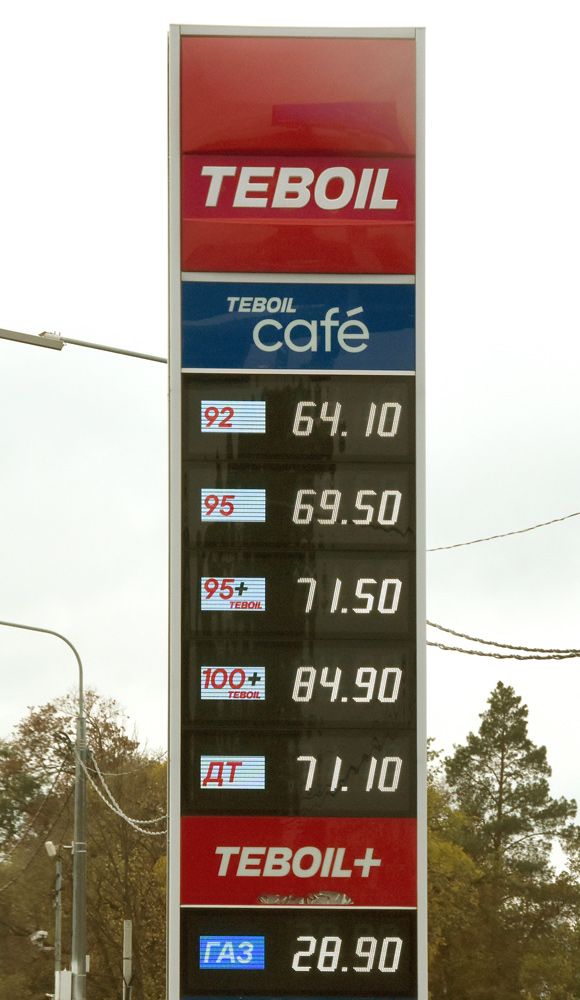 TEBOIL
TEBOIL
café
92 64.10
95 69.50
95+ TEBOIL 71.50
100+ TEBOIL 84.90
ДТ 71.10
TEBOIL+
ГАЗ 28.90